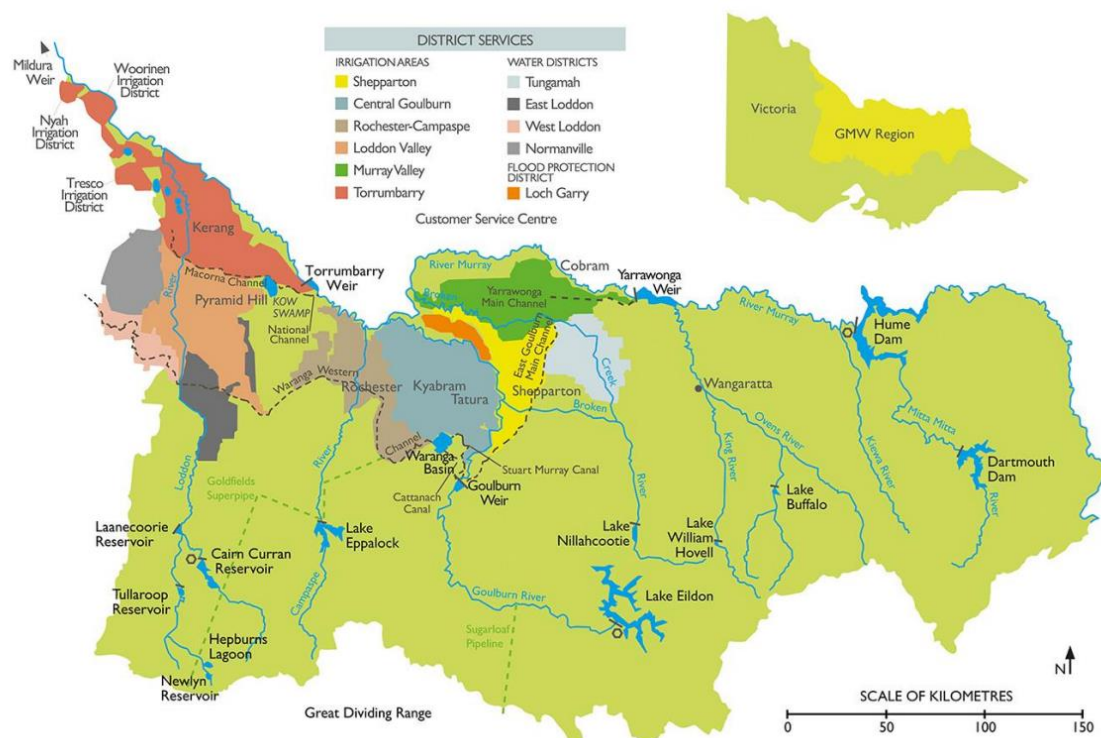 DISTRICT SERVICES
IRRIGATION AREAS
Shepparton
Central Goulburn
Rochester-Campaspe
Loddon Valley
Murray Valley
Torrumbarry
WATER DISTRICTS
Tungamah
East Loddon
West Loddon
Normanville
FLOOD PROTECTION
DISTRICT
Loch Garry
Customer Service Centre
Victoria
GMW Region
Mildura
Weir
Woorinen
Irrigation
District
Nyah
Irrigation
District
Tresco
Irrigation
District
Kerang
River
Macorna Channel
Pyramid Hill
KOW
SWAMP
Torrumbarry
Weir
National
Channel
River Murray
Cobram
Yarrawonga
Main Channel
Broken
Yarrawonga
Weir
River Murray
Hume
Dam
East Goulburn
Main Channel
Creek
Shepparton
Wangaratta
Waranga Western
Rochester
Kyabram
Tatura
Broken
Ovens River
King River
Mitta Mitta
Kiewa River
Channel
River
Waranga
Basin
Stuart Murray Canal
Cattanach
Canal
Goulburn
Weir
River
Dartmouth
Dam
River
Loddon
Goldfields
Superpipe
Lake
Buffalo
Laanecoorie
Reservoir
Lake
Eppalock
Lake
Nillahcootie
Lake
William
Hovell
Cairn Curran
Reservoir
Tullaroop
Reservoir
Campaspe
Goulburn River
Lake Eildon
Hepburns
Lagoon
Sugarloaf
Pipeline
Newlyn
Reservoir
Great Dividing Range
N
SCALE OF KILOMETRES
0 50 100 150